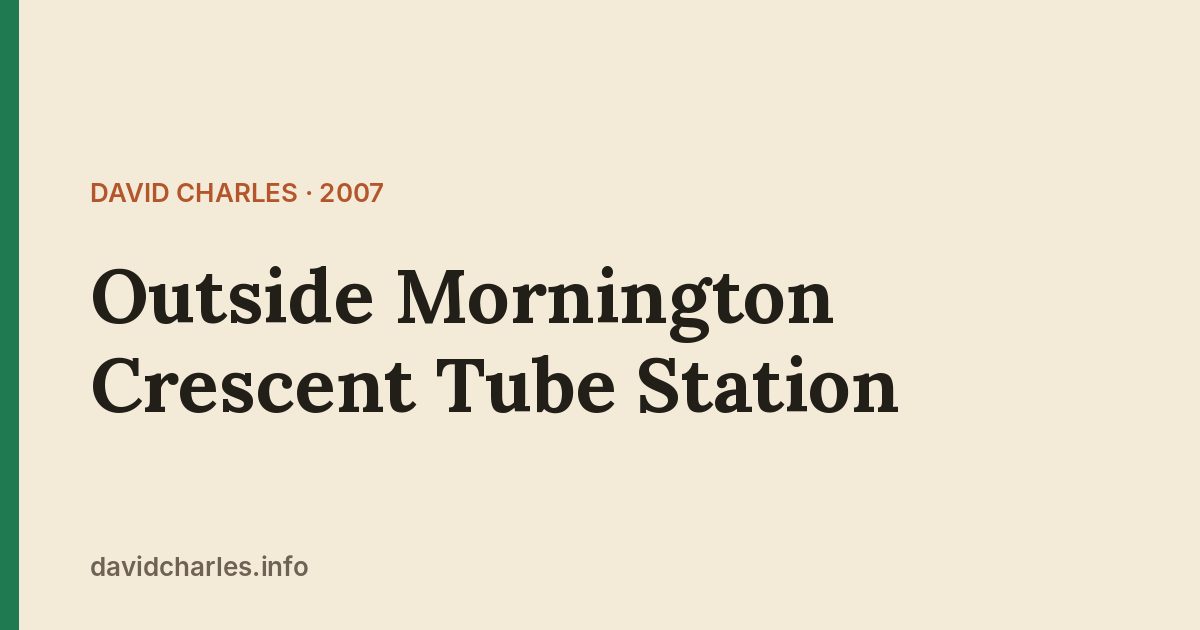 DAVID CHARLES · 2007
Outside Mornington
Crescent Tube Station
davidcharles.info